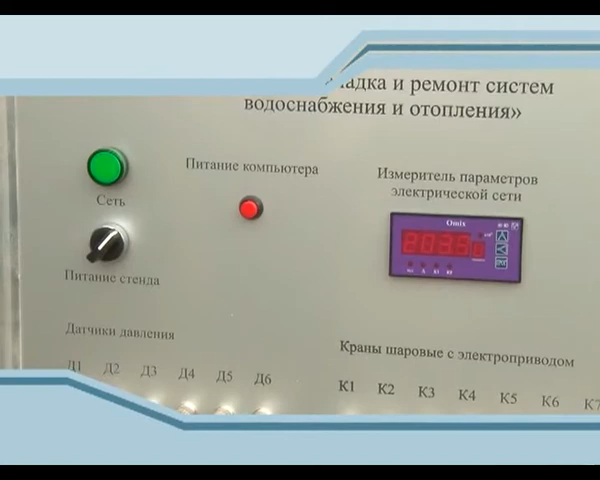 и ремонт систем
водоснабжения и отопления»
Питание компьютера
Измеритель параметров
электрической сети
Сеть
Omix
Питание стенда
Датчики давления
Краны шаровые с электроприводом
Д1 Д2 Д3 Д4 Д5 Д6
К1 К2 К3 К4 К5 К6 К7